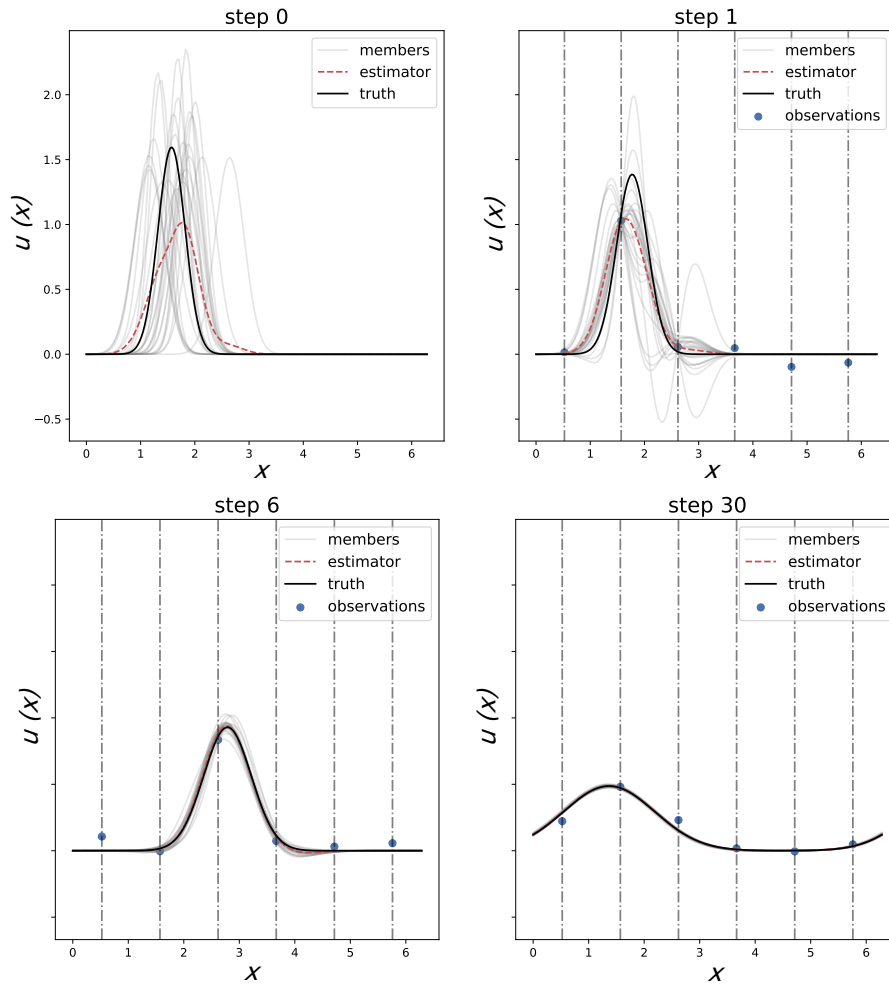 step 0
members
estimator
truth
2.0
1.5
1.0
0.5
0.0
−0.5
u (x)
0 1 2 3 4 5 6
x
step 1
members
estimator
truth
observations
u (x)
0 1 2 3 4 5 6
x
step 6
members
estimator
truth
observations
u (x)
0 1 2 3 4 5 6
x
step 30
members
estimator
truth
observations
u (x)
0 1 2 3 4 5 6
x